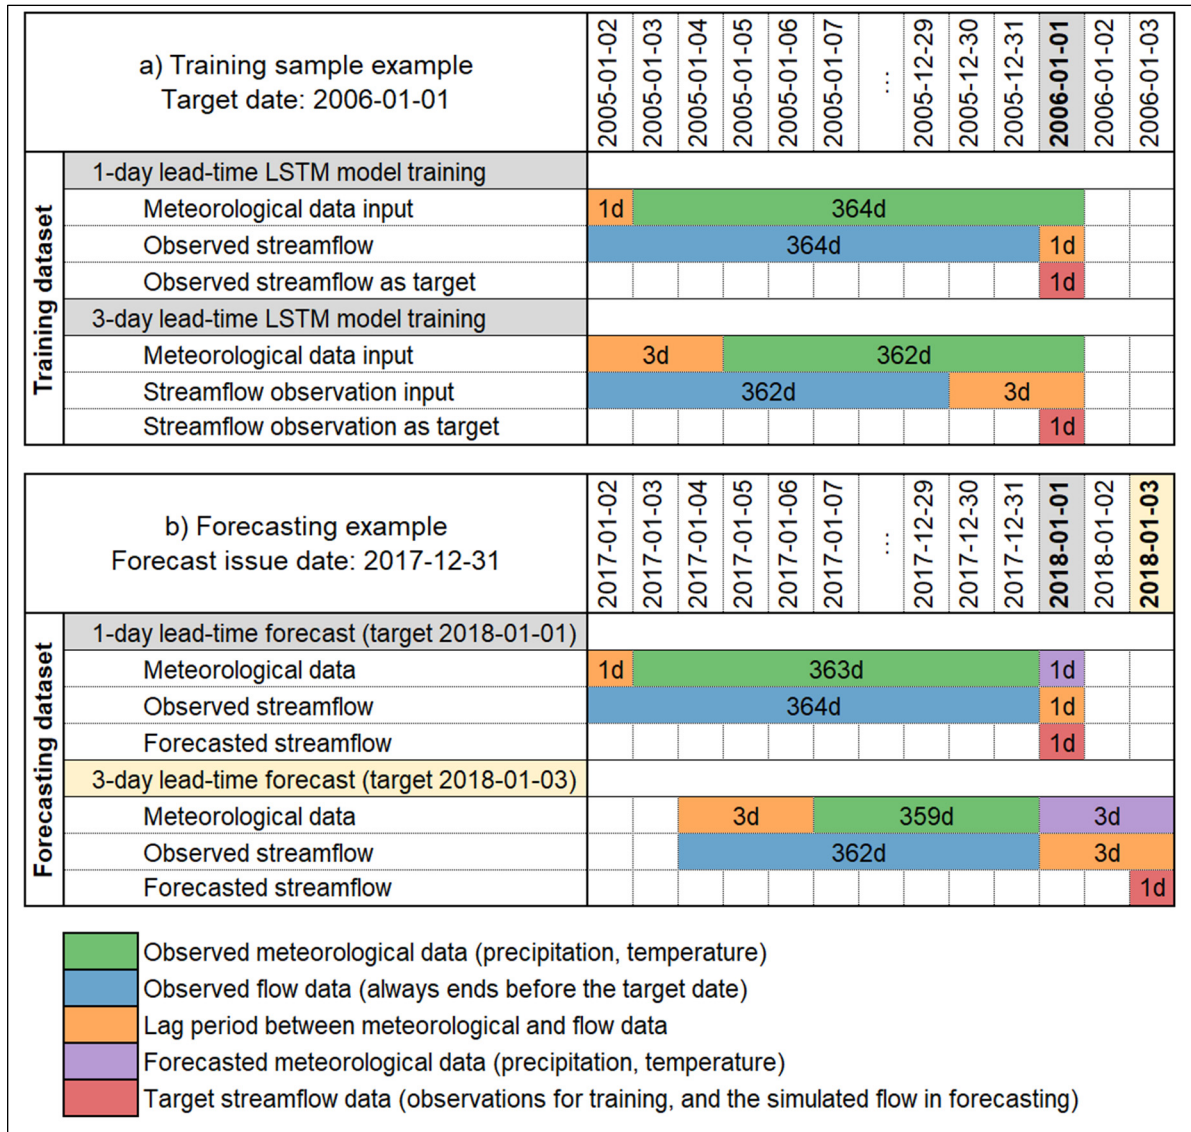 a) Training sample example
Target date: 2006-01-01
2005-01-02
2005-01-03
2005-01-04
2005-01-05
2005-01-06
2005-01-07
...
2005-12-29
2005-12-30
2005-12-31
2006-01-01
2006-01-02
2006-01-03
Training dataset
1-day lead-time LSTM model training
Meteorological data input 1d 364d
Observed streamflow 364d 1d
Observed streamflow as target 1d
3-day lead-time LSTM model training
Meteorological data input 3d 362d
Streamflow observation input 362d 3d
Streamflow observation as target 1d
b) Forecasting example
Forecast issue date: 2017-12-31
2017-01-02
2017-01-03
2017-01-04
2017-01-05
2017-01-06
2017-01-07
...
2017-12-29
2017-12-30
2017-12-31
2018-01-01
2018-01-02
2018-01-03
Forecasting dataset
1-day lead-time forecast (target 2018-01-01)
Meteorological data 1d 363d 1d
Observed streamflow 364d 1d
Forecasted streamflow 1d
3-day lead-time forecast (target 2018-01-03)
Meteorological data 3d 359d 3d
Observed streamflow 362d 3d
Forecasted streamflow 1d
Observed meteorological data (precipitation, temperature)
Observed flow data (always ends before the target date)
Lag period between meteorological and flow data
Forecasted meteorological data (precipitation, temperature)
Target streamflow data (observations for training, and the simulated flow in forecasting)